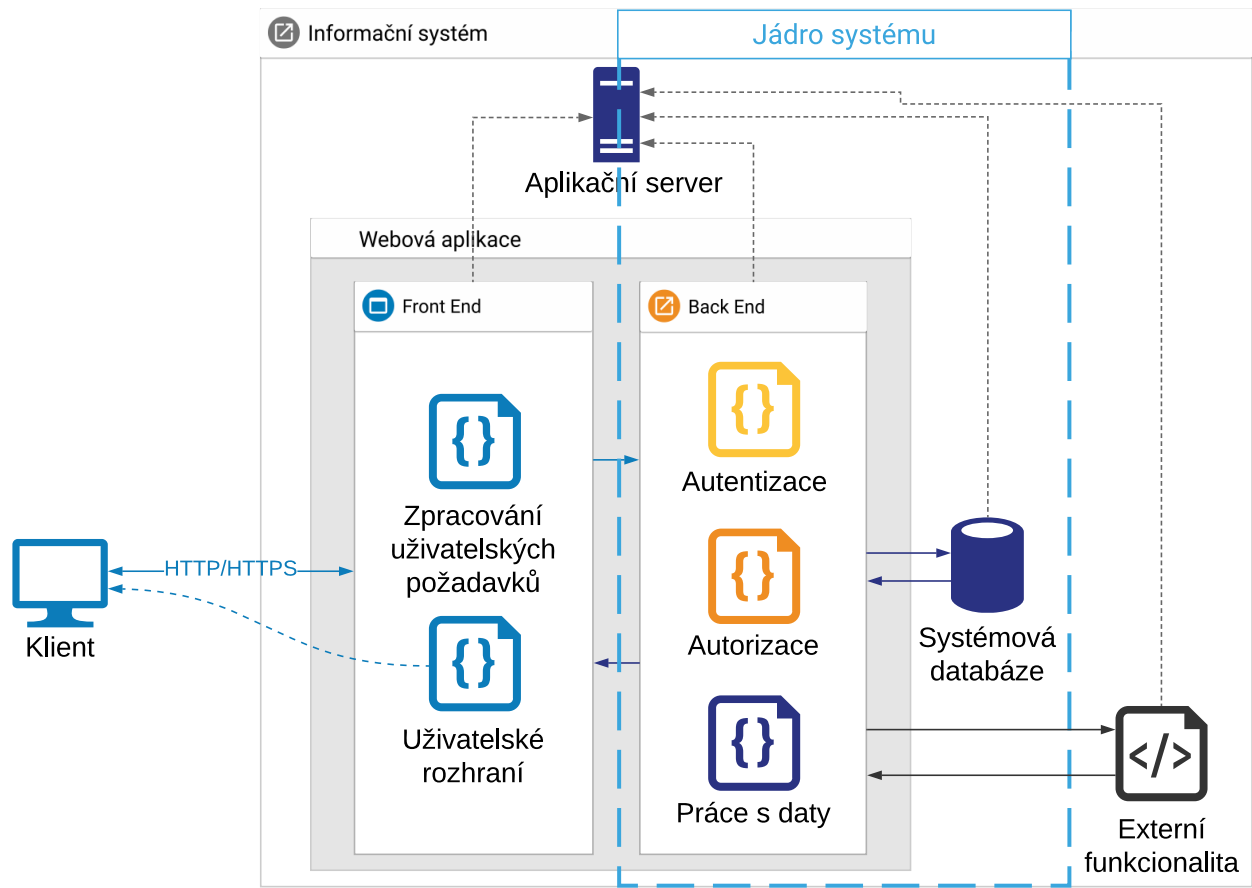 Informační systém
Jádro systému
Aplikační server
Webová aplikace
Front End
Back End
Zpracování
uživatelských
požadavků
Uživatelské
rozhraní
Autentizace
Autorizace
Práce s daty
HTTP/HTTPS
Klient
Systémová
databáze
Externí
funkcionalita